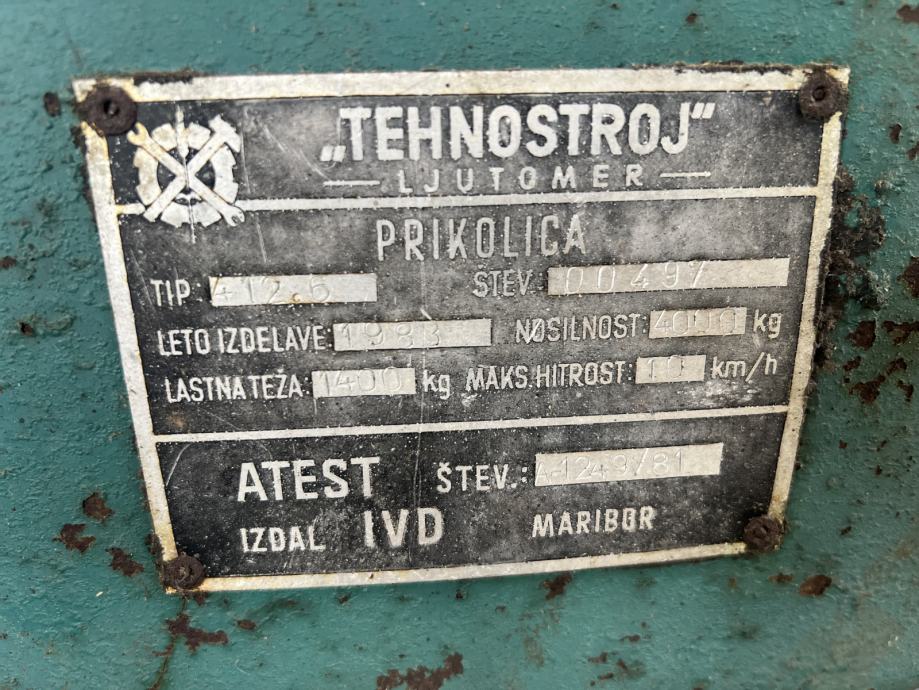 „TEHNOSTROJ"
LJUTOMER
PRIKOLICA
TIP 412.5 ŠTEV.: 00497
LETO IZDELAVE: 1983 NOSILNOST: 4000 kg
LASTNA TEŽA: 1400 kg MAKS.HITROST: 10 km/h
ATEST ŠTEV.: A-1249/81
IZDAL IVD MARIBOR